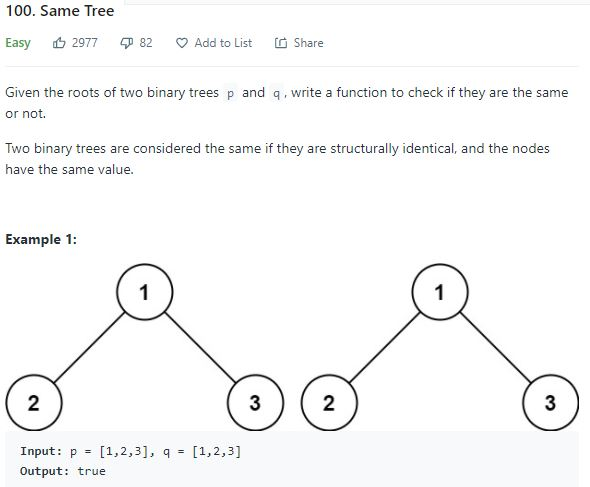 100. Same Tree
Easy 2977 82 Add to List Share
Given the roots of two binary trees p and q, write a function to check if they are the same
or not.
Two binary trees are considered the same if they are structurally identical, and the nodes
have the same value.
Example 1:
1 1
2 3 2 3
Input: p = [1,2,3], q = [1,2,3]
Output: true